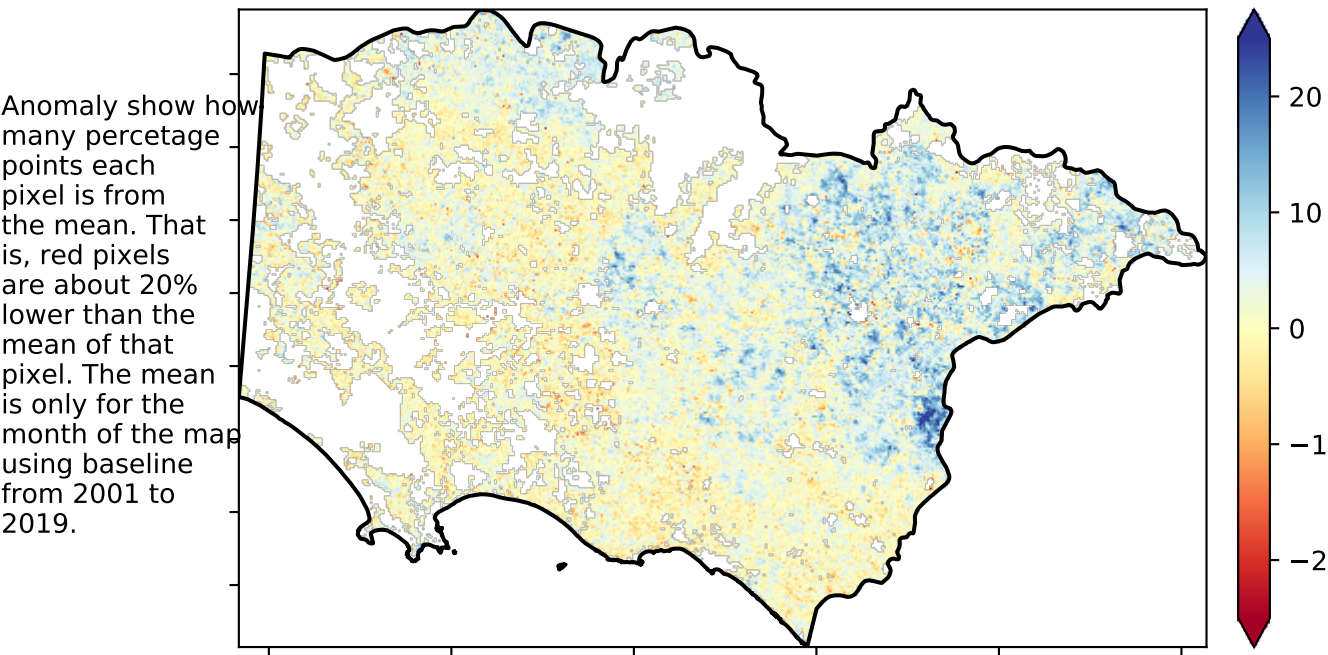 Anomaly show how
many percetage
points each
pixel is from
the mean. That
is, red pixels
are about 20%
lower than the
mean of that
pixel. The mean
is only for the
month of the map
using baseline
from 2001 to
2019.
20
10
0
−1
−2